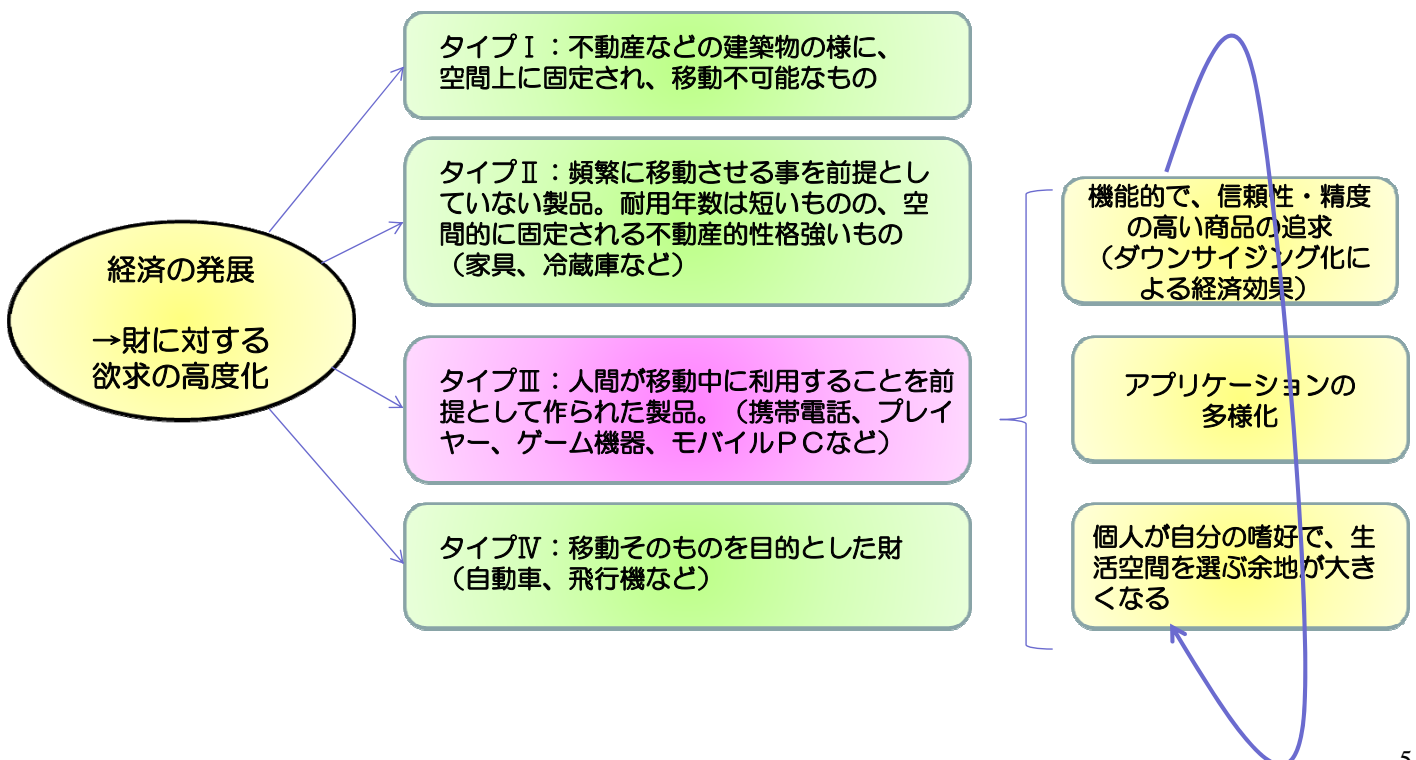 経済の発展
→財に対する
欲求の高度化
タイプⅠ：不動産などの建築物の様に、
空間上に固定され、移動不可能なもの
タイプⅡ：頻繁に移動させる事を前提とし
ていない製品。耐用年数は短いものの、空
間的に固定される不動産的性格強いもの
（家具、冷蔵庫など）
タイプⅢ：人間が移動中に利用することを前
提として作られた製品。（携帯電話、プレイ
ヤー、ゲーム機器、モバイルＰＣなど）
タイプⅣ：移動そのものを目的とした財
（自動車、飛行機など）
機能的で、信頼性・精度
の高い商品の追求
（ダウンサイジング化に
よる経済効果）
アプリケーションの
多様化
個人が自分の嗜好で、生
活空間を選ぶ余地が大き
くなる
5